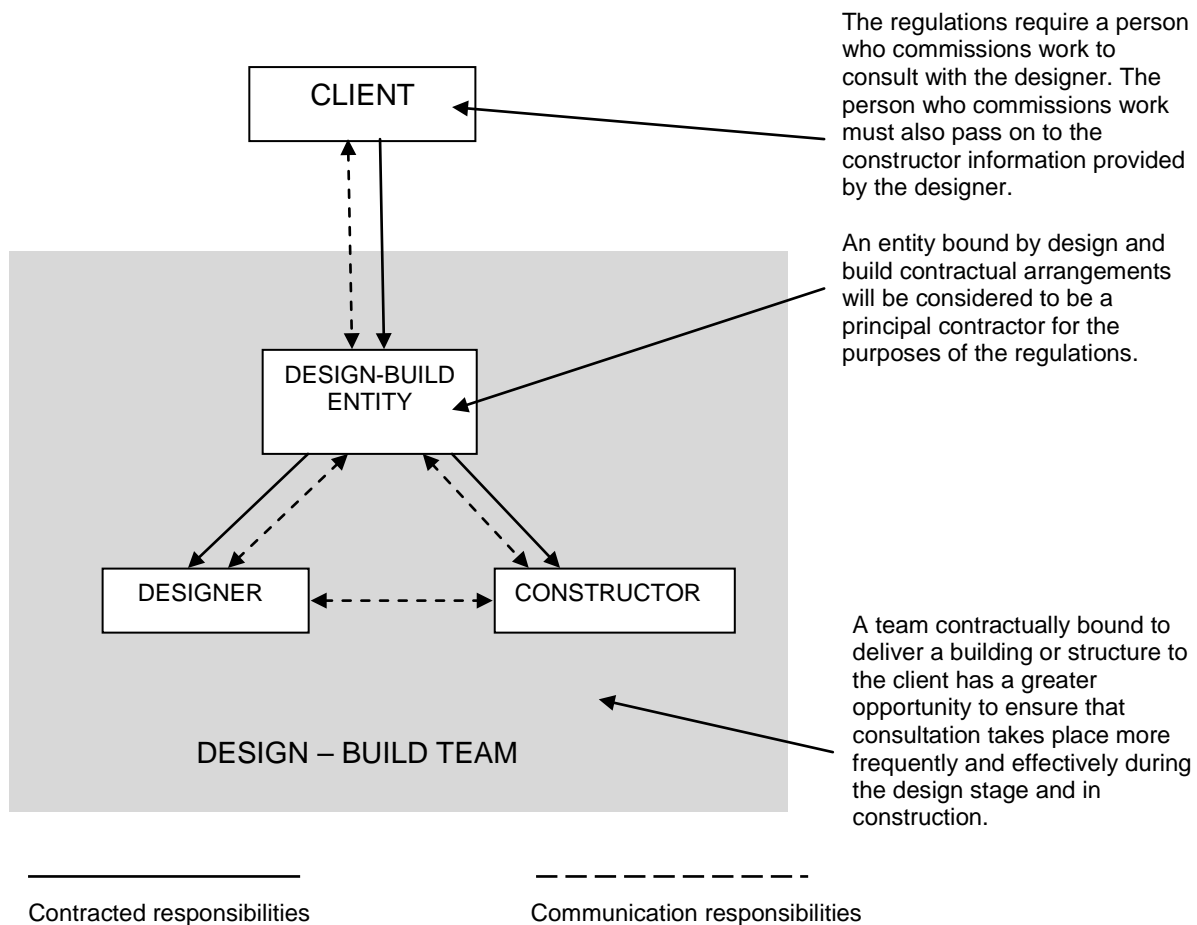 The regulations require a person
who commissions work to
consult with the designer. The
person who commissions work
must also pass on to the
constructor information provided
by the designer.
CLIENT
An entity bound by design and
build contractual arrangements
will be considered to be a
principal contractor for the
purposes of the regulations.
DESIGN-BUILD
ENTITY
DESIGNER
CONSTRUCTOR
A team contractually bound to
deliver a building or structure to
the client has a greater
opportunity to ensure that
consultation takes place more
frequently and effectively during
the design stage and in
construction.
DESIGN – BUILD TEAM
Contracted responsibilities
Communication responsibilities